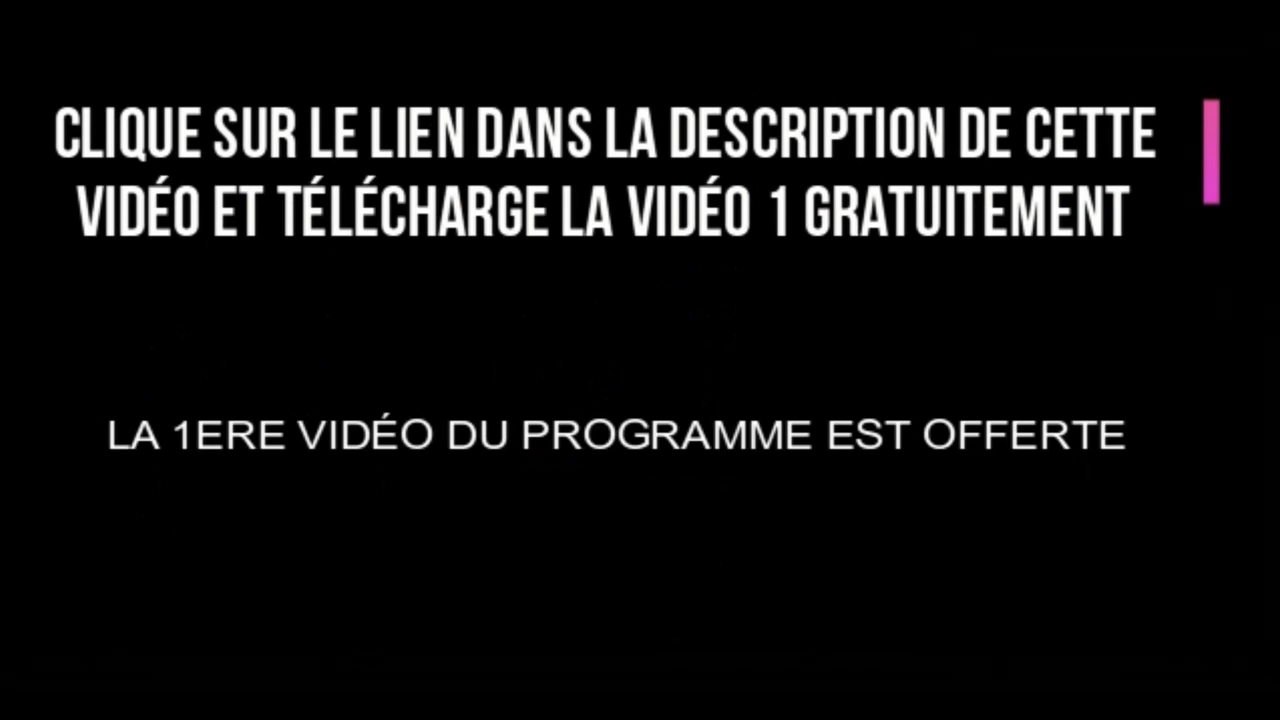 CLIQUE SUR LE LIEN DANS LA DESCRIPTION DE CETTE
VIDÉO ET TÉLÉCHARGE LA VIDÉO 1 GRATUITEMENT
LA 1ERE VIDÉO DU PROGRAMME EST OFFERTE